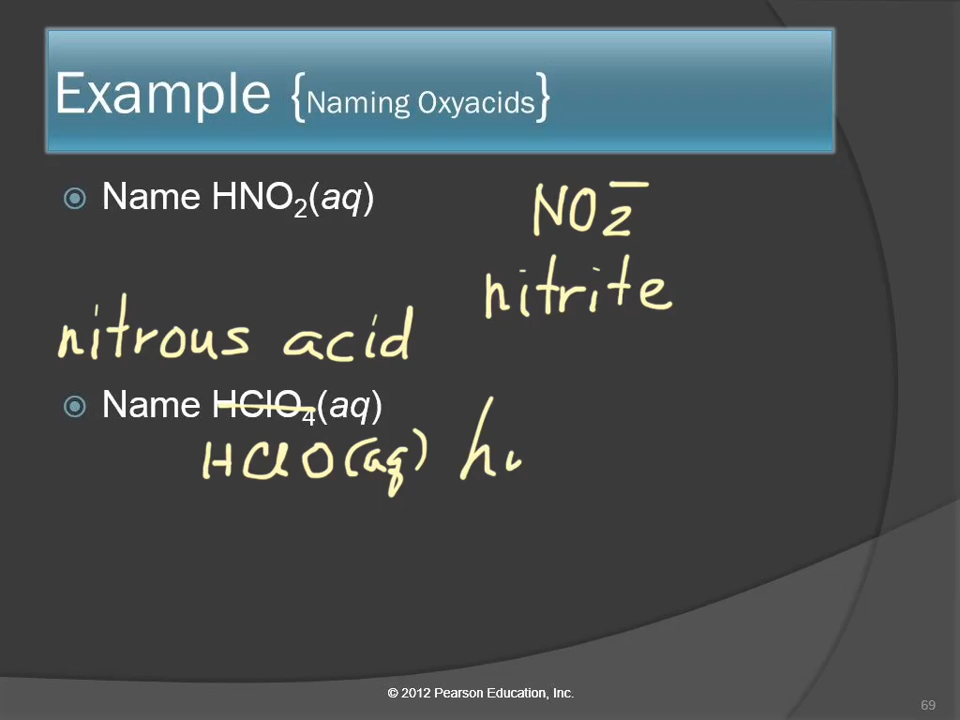 Example {Naming Oxyacids}
Name HNO₂(aq)
NO₂⁻
nitrite
nitrous acid
Name HClO₄(aq)
HClO(aq) hy
© 2012 Pearson Education, Inc.
69